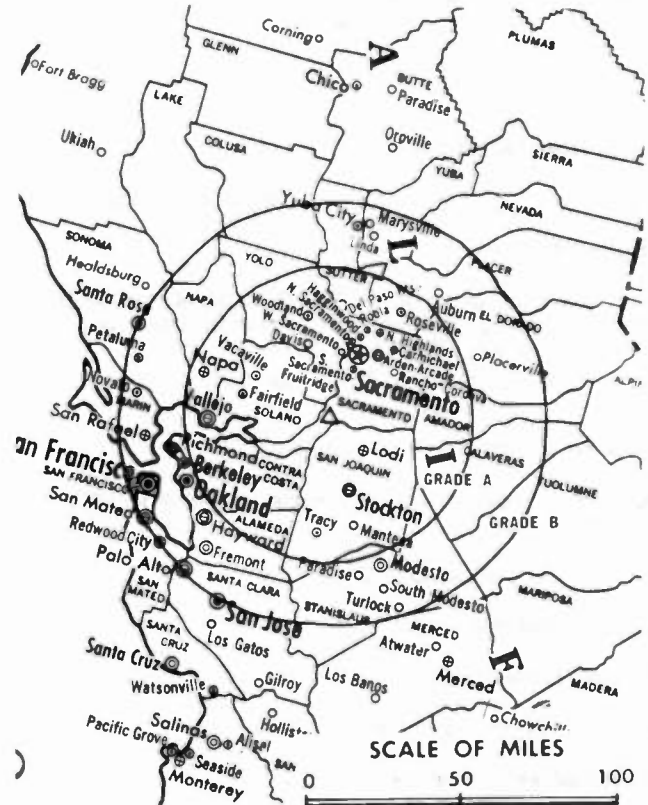 Corning
PLUMAS
GLENN
A
Fort Bragg
Chico
BUTTE
Paradise
LAKE
Ukiah
COLUSA
Oroville
YUBA
SIERRA
NEVADA
Yuba City
Marysville
Linda
SONOMA
L
PLACER
YOLO
SUTTER
Healdsburg
NAPA
Santa Rosa
Del Paso
Robla
Auburn
EL DORADO
Hagginwood
N. Sacramento
Woodland
Roseville
Petaluma
W. Sacramento
N. Highlands
Davis
Carmichael
Arden-Arcade
Placerville
Napa
Vacaville
S.
Sacramento
Rancho Cordova
Fruitridge
Sacramento
ALPIN
Novato
MARIN
Fairfield
SOLANO
Vallejo
SACRAMENTO
AMADOR
San Rafael
Lodi
Richmond
CONTRA
COSTA
SAN JOAQUIN
I
CALAVERAS
an Francisc
Berkeley
GRADE A
TUOLUMNE
SAN FRANCISCO
Oakland
Stockton
San Mateo
ALAMEDA
GRADE B
Hayward
Tracy
Manteca
Redwood City
Fremont
Modesto
Palo Alto
Paradise
SANTA CLARA
South Modesto
SAN
MATEO
Turlock
MARIPOSA
San Jose
STANISLAUS
SANTA
CRUZ
Los Gatos
MERCED
Atwater
Santa Cruz
Merced
Gilroy
Los Banos
MADERA
Watsonville
Hollist
Chowchill
Salinas
Alisal
SAN
SCALE OF MILES
Pacific Grove
Seaside
Monterey
0 50 100